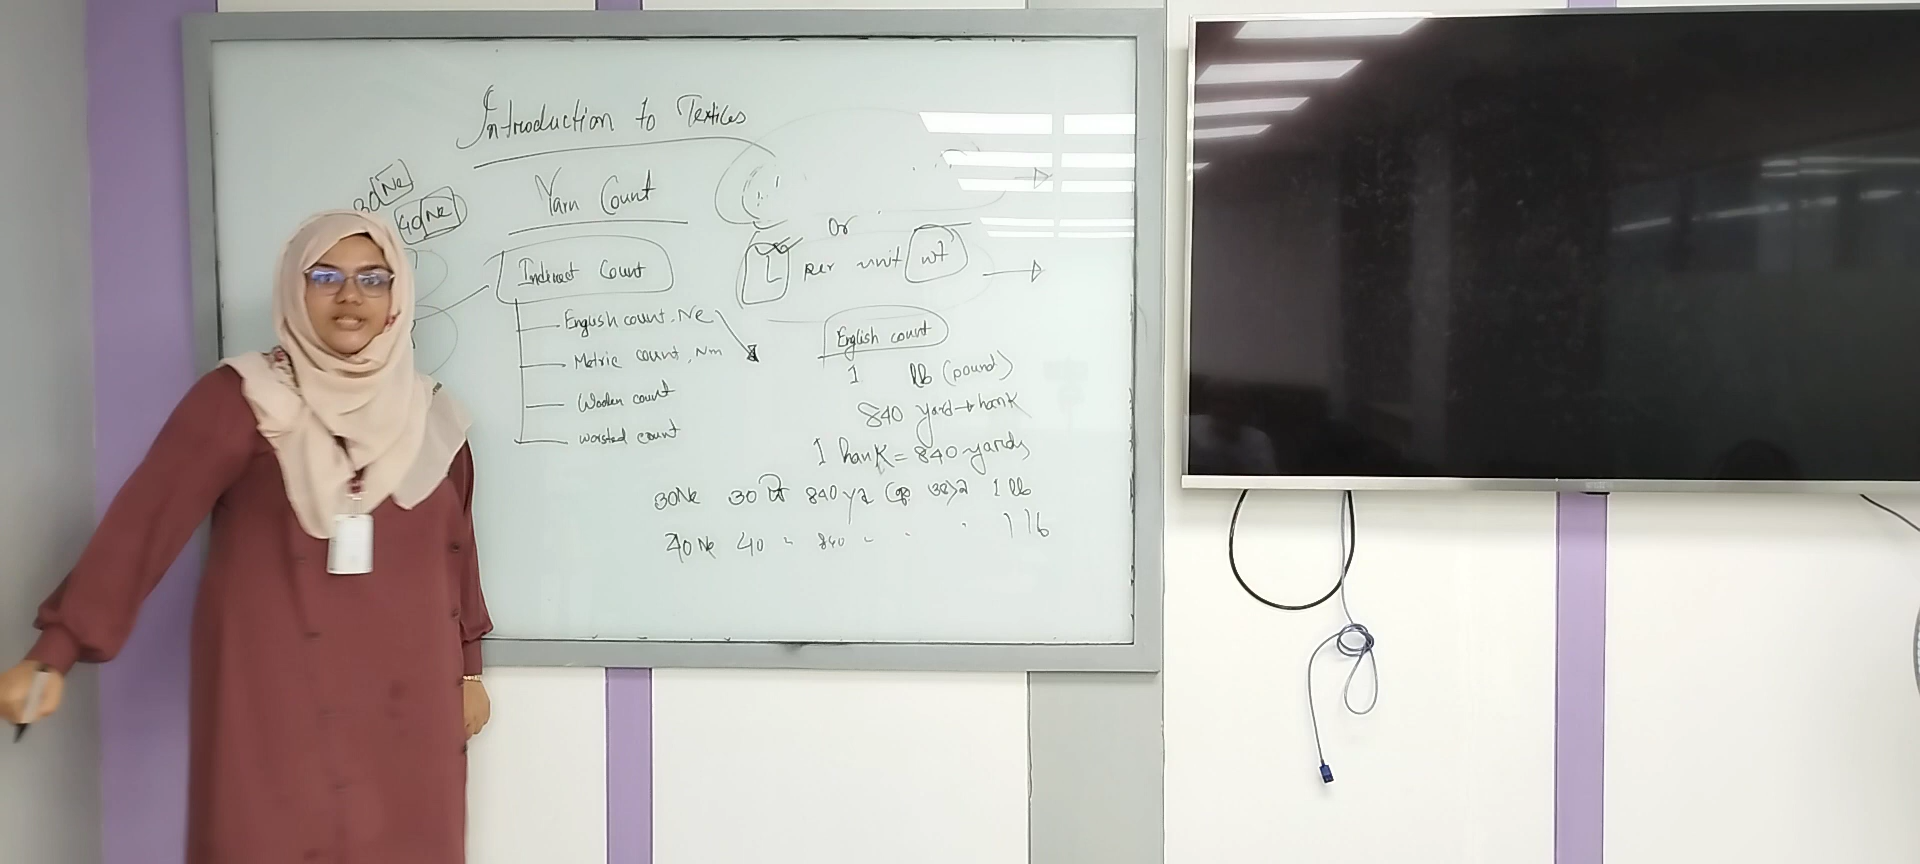 Introduction to Textiles
Yarn Count
30 Ne
40 Ne
Indirect Count
English count, Ne
Metric count, Nm
Woolen count
Worsted count
Or
L per unit wt
English count
1 lb (pound)
840 yard → hank
1 hank = 840 yards
30Ne 30 টা 840 yd 1 lb
40 Ne 40 " 840 " " " 1 lb